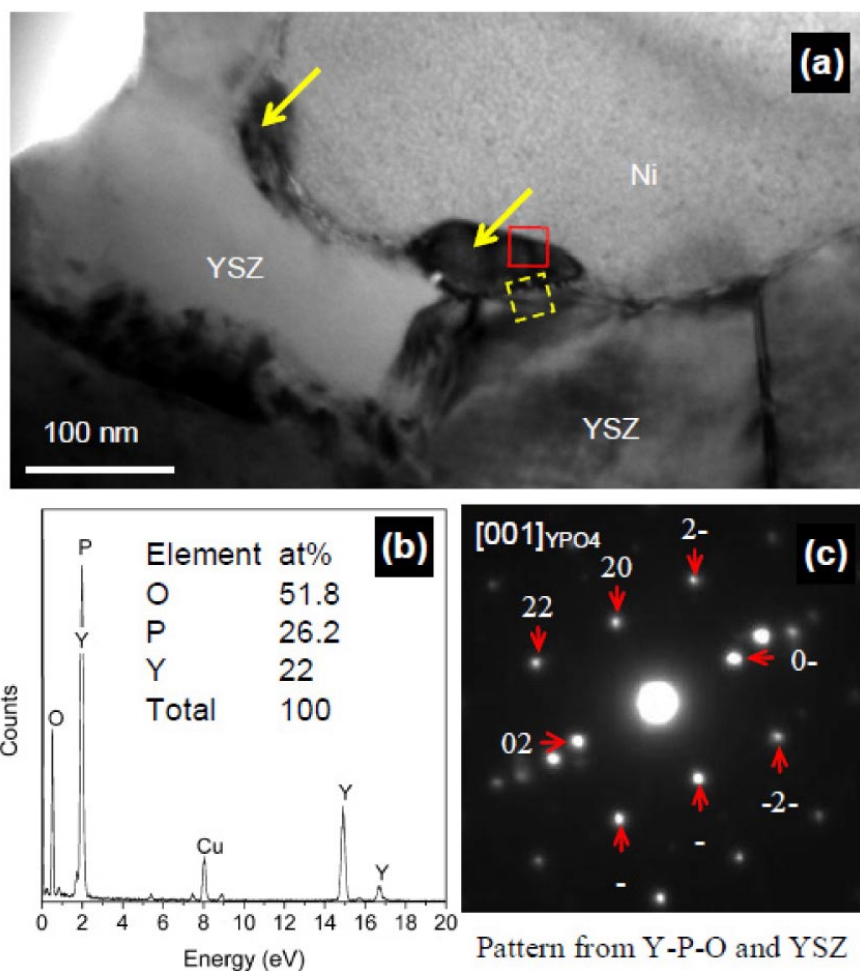 (a)
Ni
YSZ
YSZ
100 nm
(b)
P
Y
O
Element at%
O 51.8
P 26.2
Y 22
Total 100
Cu
Y
Y
Counts
0 2 4 6 8 10 12 14 16 18 20
Energy (eV)
(c)
[001]YPO4
2-
20
22
0-
02
-2-
-
-
Pattern from Y-P-O and YSZ